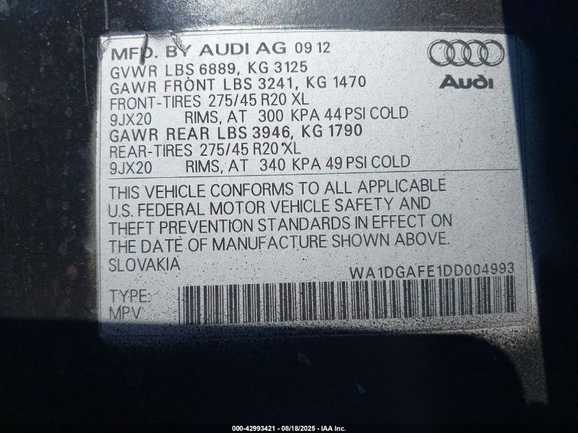 MFD. BY AUDI AG 09 12
GVWR LBS 6889, KG 3125
GAWR FRONT LBS 3241, KG 1470
FRONT-TIRES 275/45 R20 XL
9JX20 RIMS, AT 300 KPA 44 PSI COLD
GAWR REAR LBS 3946, KG 1790
REAR-TIRES 275/45 R20 XL
9JX20 RIMS, AT 340 KPA 49 PSI COLD
Audi
THIS VEHICLE CONFORMS TO ALL APPLICABLE
U.S. FEDERAL MOTOR VEHICLE SAFETY AND
THEFT PREVENTION STANDARDS IN EFFECT ON
THE DATE OF MANUFACTURE SHOWN ABOVE.
SLOVAKIA
WA1DGAFE1DD004993
TYPE:
MPV
000-42993421 - 08/18/2025 - IAA Inc.